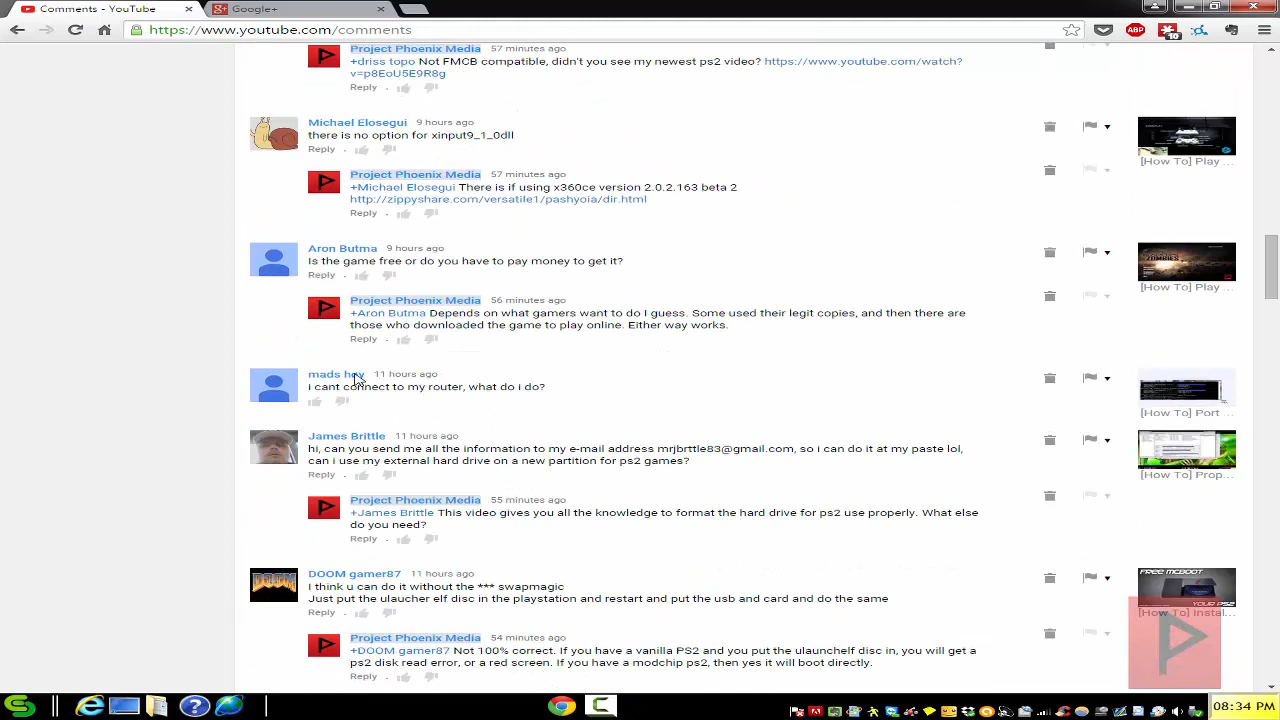 Comments - YouTube
Google+
https://www.youtube.com/comments
ABP
10
Project Phoenix Media 57 minutes ago
+driss topo Not FMCB compatible, didn't you see my newest ps2 video? https://www.youtube.com/watch?
v=p8EoU5E9R8g
Reply
Michael Elosegui 9 hours ago
there is no option for xinput9_1_0dll
Reply
[How To] Play ...
Project Phoenix Media 57 minutes ago
+Michael Elosegui There is if using x360ce version 2.0.2.163 beta 2
http://zippyshare.com/versatile1/pashyoia/dir.html
Reply
Aron Butma 9 hours ago
Is the game free or do you have to pay money to get it?
Reply
ZOMBIES
[How To] Play ...
Project Phoenix Media 56 minutes ago
+Aron Butma Depends on what gamers want to do I guess. Some used their legit copies, and then there are
those who downloaded the game to play online. Either way works.
Reply
mads 11 hours ago
i cant connect to my router, what do i do?
[How To] Port ...
James Brittle 11 hours ago
hi, can you send me all the information to my e-mail address mrjbrttle83@gmail.com, so i can do it at my paste lol,
can i use my external hard drive on a new partition for ps2 games?
Reply
[How To] Prop...
Project Phoenix Media 55 minutes ago
+James Brittle This video gives you all the knowledge to format the hard drive for ps2 use properly. What else
do you need?
Reply
DOOM
DOOM gamer87 11 hours ago
I think u can do it without the *** swapmagic
Just put the ulaucher elf disc in the playstation and restart and put the usb and card and do the same
Reply
FREE MCBOOT
YOUR PS2
[How To] Instal...
Project Phoenix Media 54 minutes ago
+DOOM gamer87 Not 100% correct. If you have a vanilla PS2 and you put the ulaunchelf disc in, you will get a
ps2 disk read error, or a red screen. If you have a modchip ps2, then yes it will boot directly.
Reply
08:34 PM